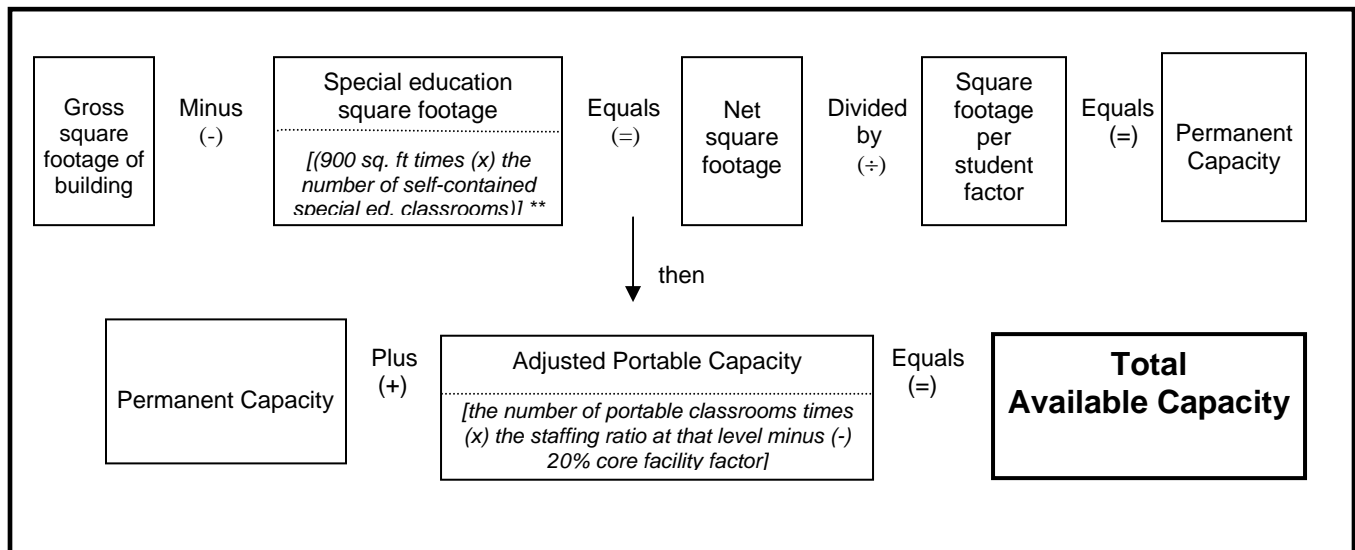 Gross
square
footage of
building
Minus
(-)
Special education
square footage
[(900 sq. ft times (x) the
number of self-contained
special ed. classrooms)] **
Equals
(=)
Net
square
footage
Divided
by
(÷)
Square
footage
per
student
factor
Equals
(=)
Permanent
Capacity
then
Permanent Capacity
Plus
(+)
Adjusted Portable Capacity
[the number of portable classrooms times
(x) the staffing ratio at that level minus (-)
20% core facility factor]
Equals
(=)
Total
Available Capacity